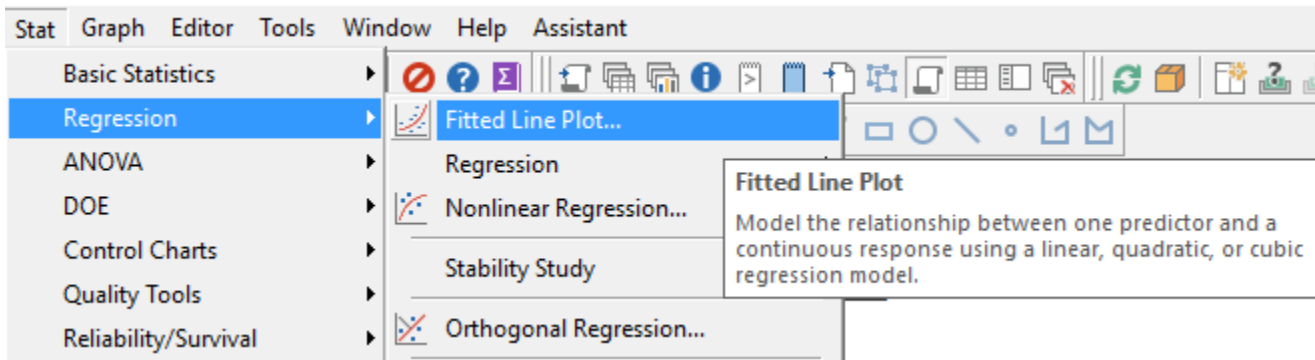 Stat Graph Editor Tools Window Help Assistant
Basic Statistics
Regression
ANOVA
DOE
Control Charts
Quality Tools
Reliability/Survival
Fitted Line Plot...
Regression
Nonlinear Regression...
Stability Study
Orthogonal Regression...
Fitted Line Plot
Model the relationship between one predictor and a
continuous response using a linear, quadratic, or cubic
regression model.